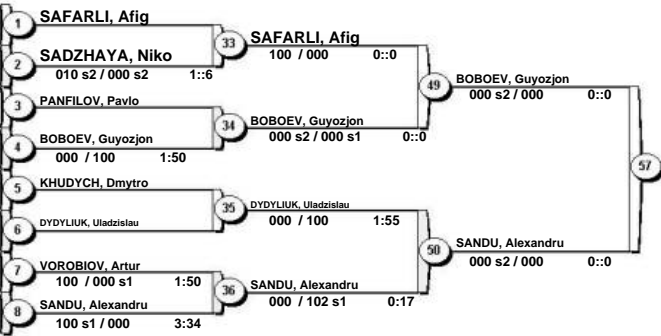 1 SAFARLI, Afig
2 SADZHAYA, Niko
010 s2 / 000 s2 1::6
3 PANFILOV, Pavlo
4 BOBOEV, Guyozjon
000 / 100 1:50
5 KHUDYCH, Dmytro
6 DYDYLIUK, Uladzislau
7 VOROBIOV, Artur
100 / 000 s1 1:50
8 SANDU, Alexandru
100 s1 / 000 3:34
33 SAFARLI, Afig
100 / 000 0::0
34 BOBOEV, Guyozjon
000 s2 / 000 s1 0::0
35 DYDYLIUK, Uladzislau
000 / 100 1:55
36 SANDU, Alexandru
000 / 102 s1 0:17
49 BOBOEV, Guyozjon
000 s2 / 000 0::0
50 SANDU, Alexandru
000 s2 / 000 0::0
57